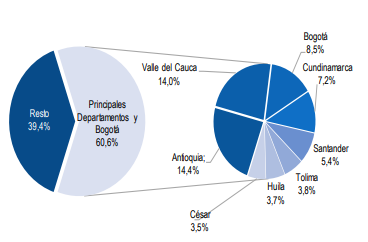 Resto
39,4%
Principales
Departamentos y
Bogotá
60,6%
Valle del Cauca
14,0%
Bogotá
8,5%
Cundinamarca
7,2%
Santander
5,4%
Tolima
3,8%
Huila
3,7%
César
3,5%
Antioquia;
14,4%